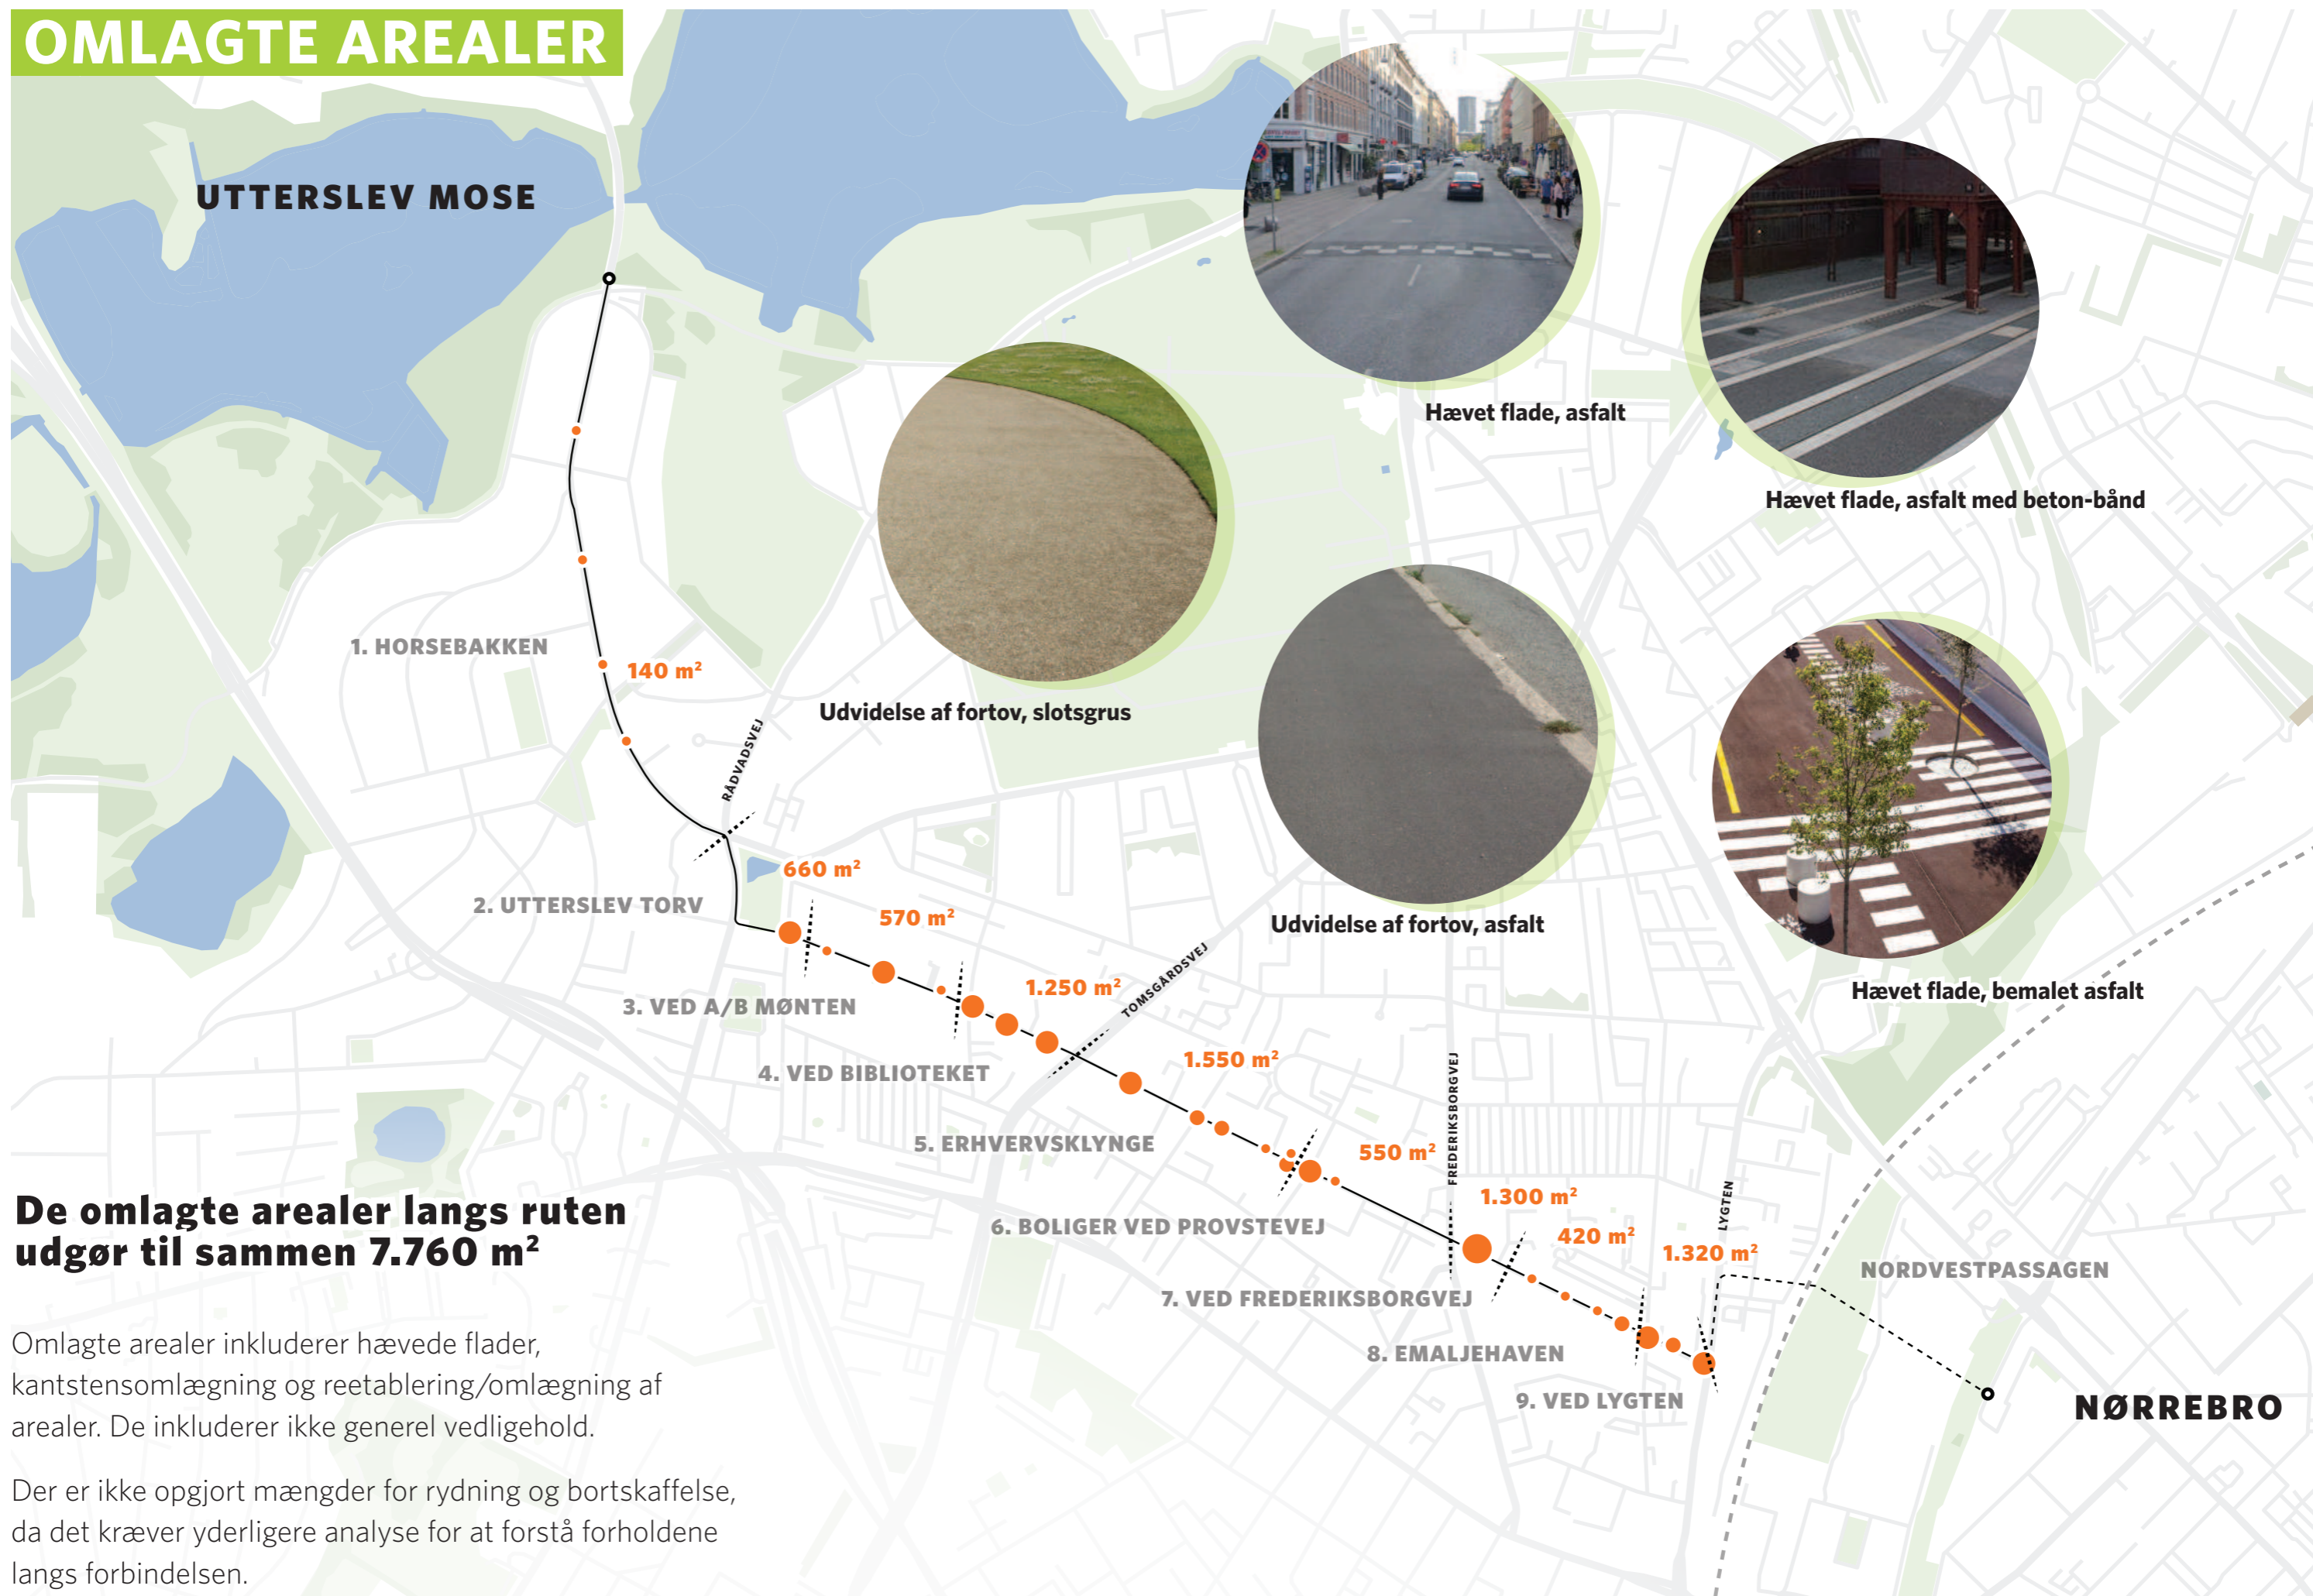 OMLAGTE AREALER
UTTERSLEV MOSE
Hævet flade, asfalt
Hævet flade, asfalt med beton-bånd
1. HORSEBAKKEN
140 m²
Udvidelse af fortov, slotsgrus
RÅDVADSVEJ
660 m²
2. UTTERSLEV TORV
570 m²
Udvidelse af fortov, asfalt
Hævet flade, bemalet asfalt
3. VED A/B MØNTEN
1.250 m²
TOMSGÅRDSVEJ
4. VED BIBLIOTEKET
1.550 m²
5. ERHVERVSKLYNGE
550 m²
FREDERIKSBORGVEJ
6. BOLIGER VED PROVSTEVEJ
1.300 m²
420 m²
1.320 m²
LYGTEN
7. VED FREDERIKSBORGVEJ
NORDVESTPASSAGEN
8. EMALJEHAVEN
9. VED LYGTEN
NØRREBRO
De omlagte arealer langs ruten
udgør til sammen 7.760 m²
Omlagte arealer inkluderer hævede flader,
kantstensomlægning og reetablering/omlægning af
arealer. De inkluderer ikke generel vedligehold.
Der er ikke opgjort mængder for rydning og bortskaffelse,
da det kræver yderligere analyse for at forstå forholdene
langs forbindelsen.